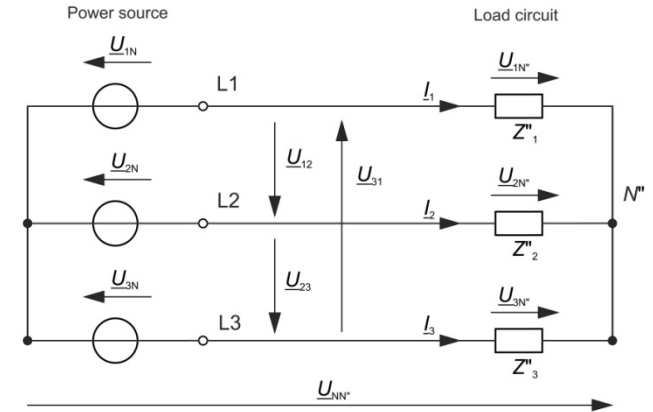 Power source
Load circuit
U1N
L1
I1
U1N"
Z"1
U12
U31
U2N
L2
I2
U2N"
N"
Z"2
U23
U3N
L3
I3
U3N"
Z"3
UNN"